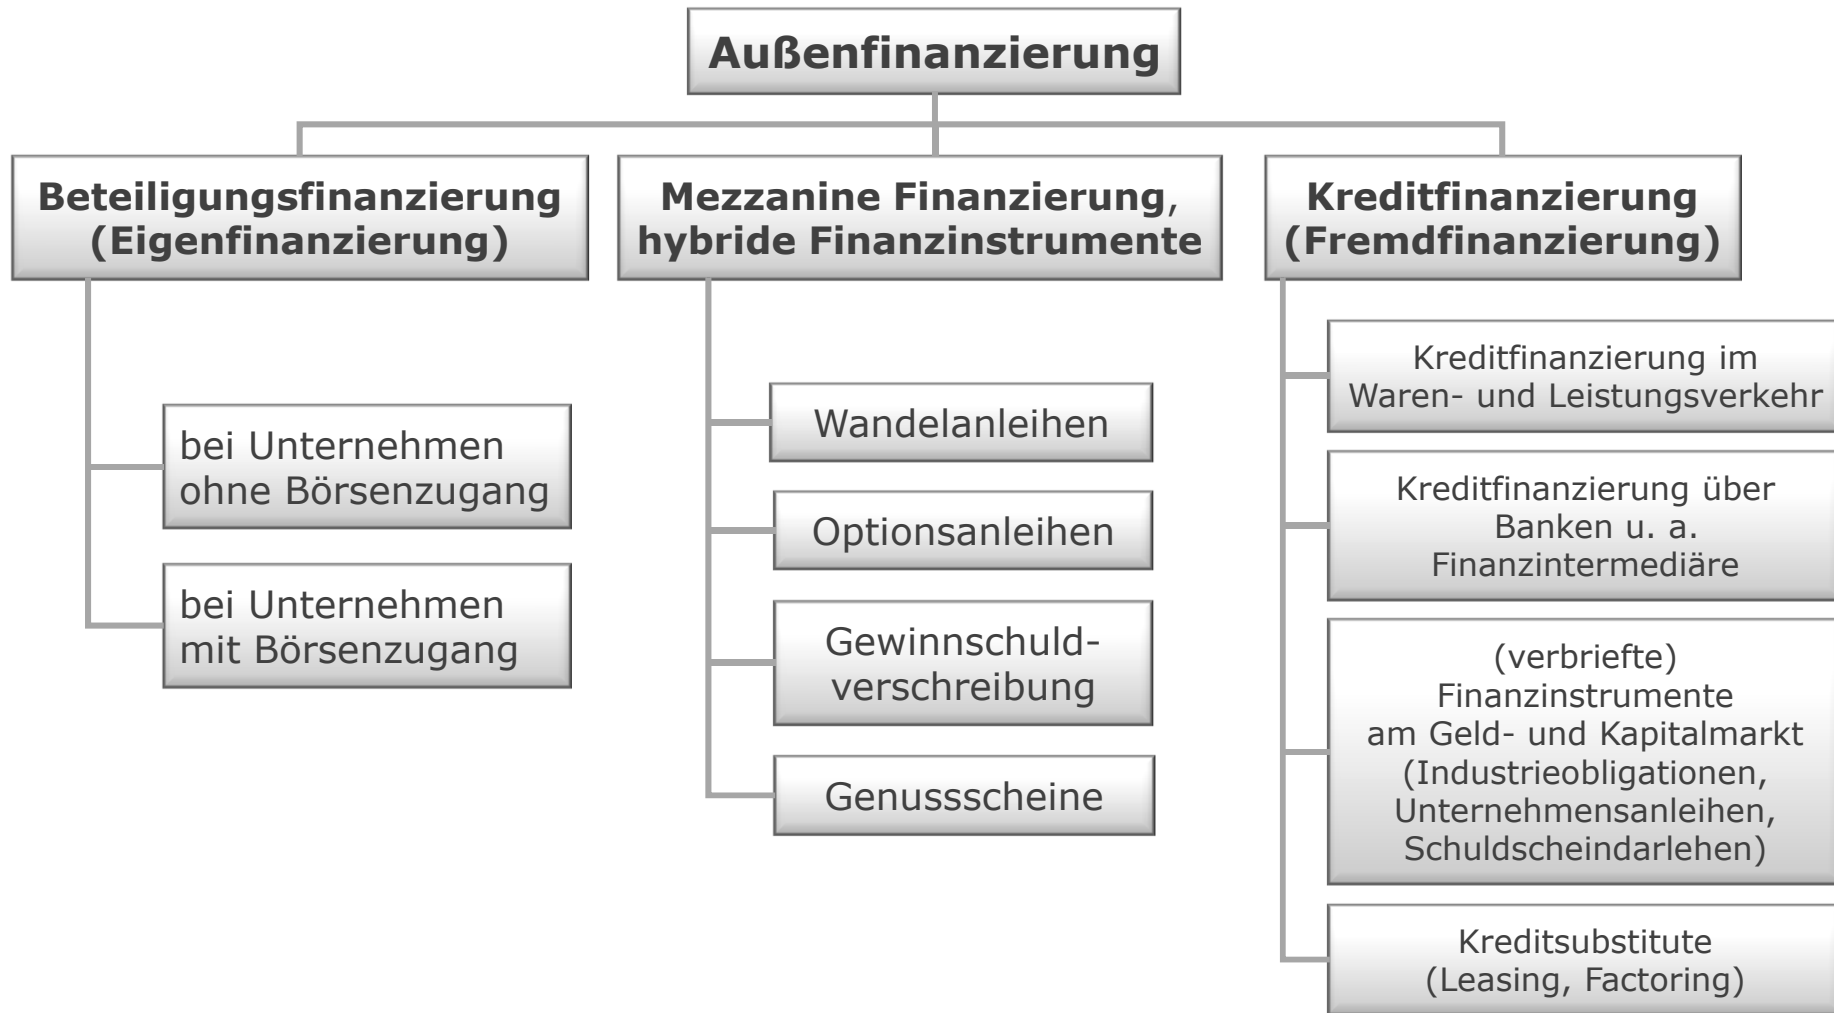 Außenfinanzierung
Beteiligungsfinanzierung
(Eigenfinanzierung)
bei Unternehmen
ohne Börsenzugang
bei Unternehmen
mit Börsenzugang
Mezzanine Finanzierung,
hybride Finanzinstrumente
Wandelanleihen
Optionsanleihen
Gewinnschuld-
verschreibung
Genussscheine
Kreditfinanzierung
(Fremdfinanzierung)
Kreditfinanzierung im
Waren- und Leistungsverkehr
Kreditfinanzierung über
Banken u. a.
Finanzintermediäre
(verbriefte)
Finanzinstrumente
am Geld- und Kapitalmarkt
(Industrieobligationen,
Unternehmensanleihen,
Schuldscheindarlehen)
Kreditsubstitute
(Leasing, Factoring)